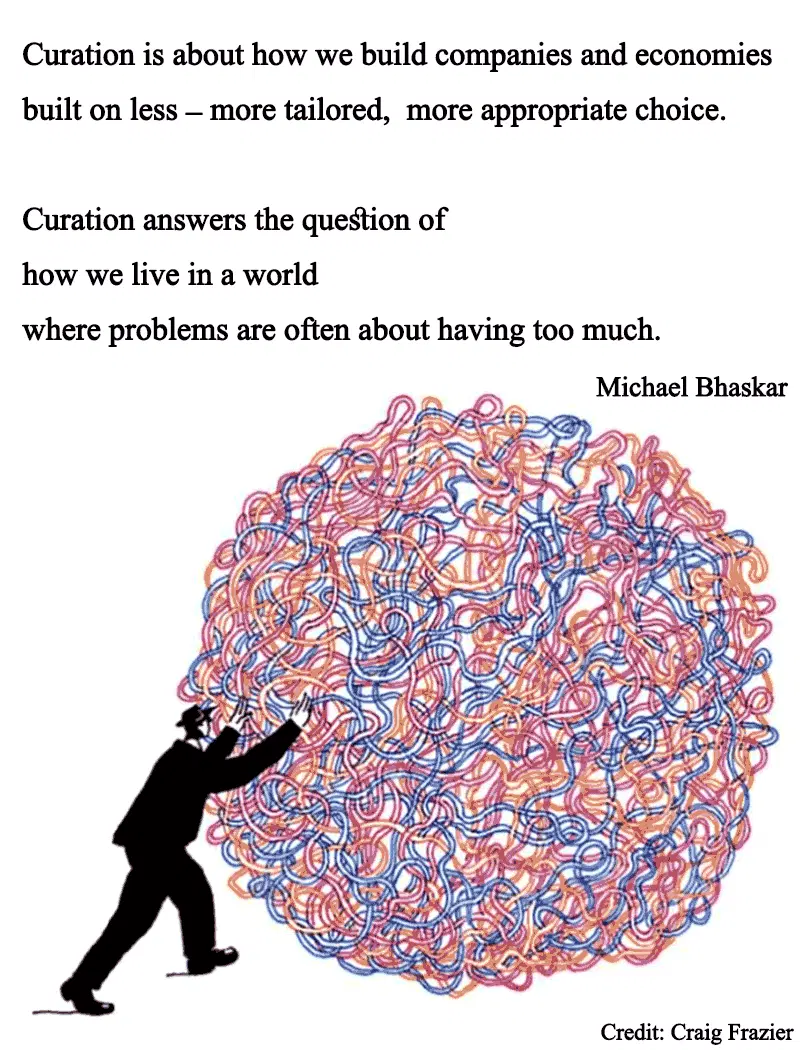 Curation is about how we build companies and economies
built on less – more tailored,  more appropriate choice.
Curation answers the question of
how we live in a world
where problems are often about having too much.
Michael Bhaskar
Credit: Craig Frazier